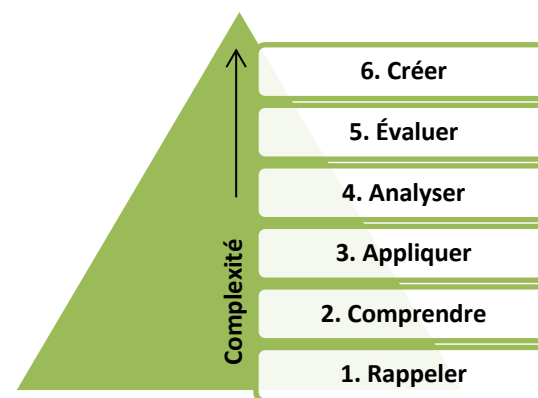 6. Créer
5. Évaluer
4. Analyser
3. Appliquer
2. Comprendre
1. Rappeler
Complexité